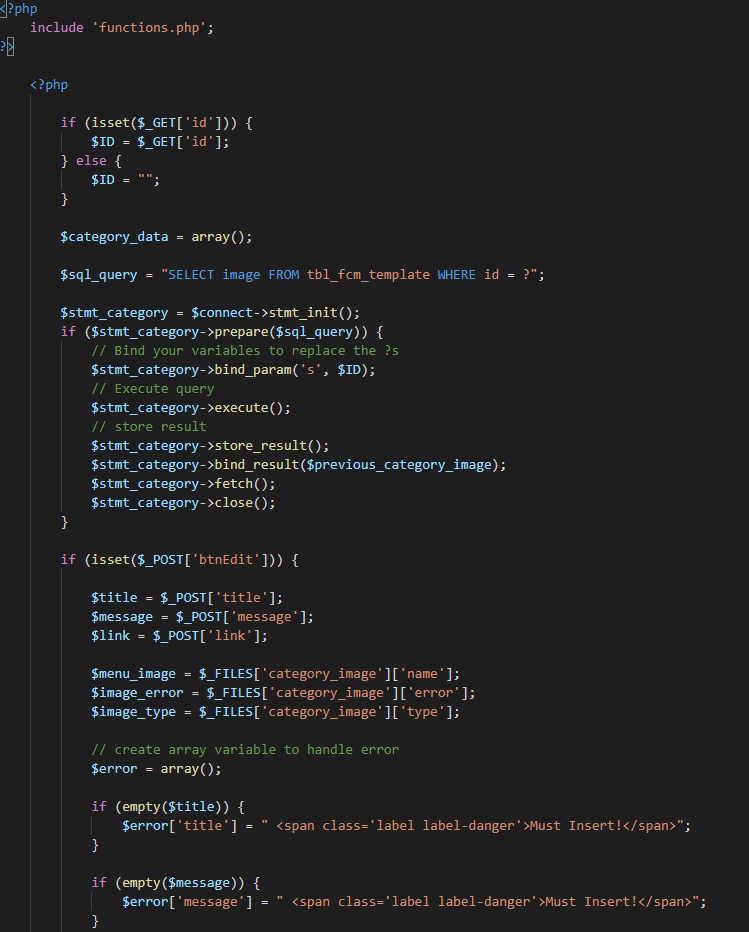 <?php
include 'functions.php';
?>
<?php
if (isset($_GET['id'])) {
$ID = $_GET['id'];
} else {
$ID = "";
}
$category_data = array();
$sql_query = "SELECT image FROM tbl_fcm_template WHERE id = ?";
$stmt_category = $connect->stmt_init();
if ($stmt_category->prepare($sql_query)) {
// Bind your variables to replace the ?s
$stmt_category->bind_param('s', $ID);
// Execute query
$stmt_category->execute();
// store result
$stmt_category->store_result();
$stmt_category->bind_result($previous_category_image);
$stmt_category->fetch();
$stmt_category->close();
}
if (isset($_POST['btnEdit'])) {
$title = $_POST['title'];
$message = $_POST['message'];
$link = $_POST['link'];
$menu_image = $_FILES['category_image']['name'];
$image_error = $_FILES['category_image']['error'];
$image_type = $_FILES['category_image']['type'];
// create array variable to handle error
$error = array();
if (empty($title)) {
$error['title'] = " <span class='label label-danger'>Must Insert!</span>";
}
if (empty($message)) {
$error['message'] = " <span class='label label-danger'>Must Insert!</span>";
}